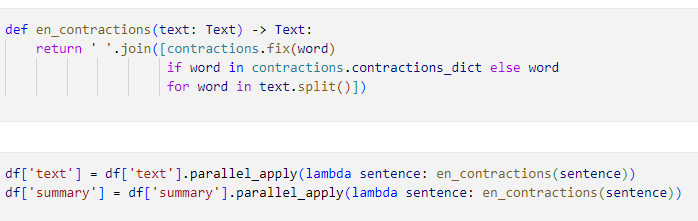 def en_contractions(text: Text) -> Text:
    return ' '.join([contractions.fix(word)
                     if word in contractions.contractions_dict else word
                     for word in text.split()])
df['text'] = df['text'].parallel_apply(lambda sentence: en_contractions(sentence))
df['summary'] = df['summary'].parallel_apply(lambda sentence: en_contractions(sentence))